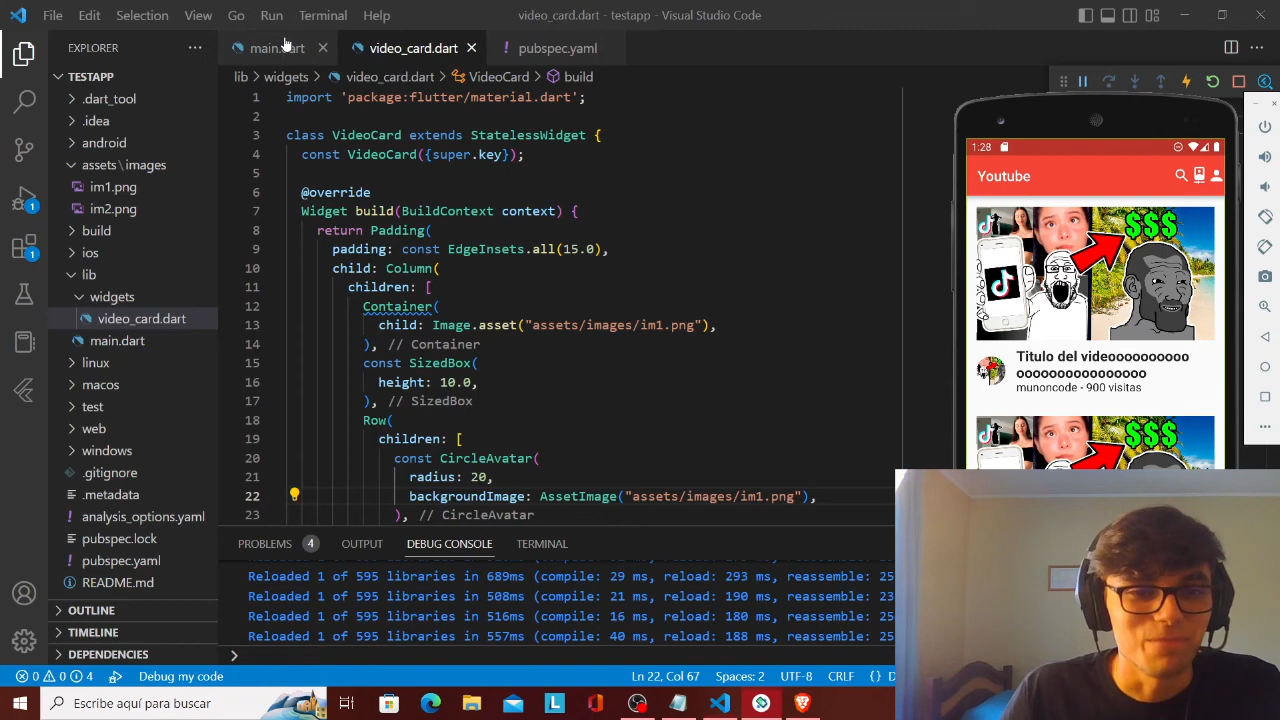 File Edit Selection View Go Run Terminal Help
video_card.dart - testapp - Visual Studio Code
EXPLORER
TESTAPP
.dart_tool
.idea
android
assets\images
im1.png
im2.png
build
ios
lib
widgets
video_card.dart
main.dart
linux
macos
test
web
windows
.gitignore
.metadata
analysis_options.yaml
pubspec.lock
pubspec.yaml
README.md
OUTLINE
TIMELINE
DEPENDENCIES
1
1
main.dart video_card.dart pubspec.yaml
lib > widgets > video_card.dart > VideoCard > build
1 import 'package:flutter/material.dart';
2
3 class VideoCard extends StatelessWidget {
4 const VideoCard({super.key});
5
6 @override
7 Widget build(BuildContext context) {
8 return Padding(
9 padding: const EdgeInsets.all(15.0),
10 child: Column(
11 children: [
12 Container(
13 child: Image.asset("assets/images/im1.png"),
14 ), // Container
15 const SizedBox(
16 height: 10.0,
17 ), // SizedBox
18 Row(
19 children: [
20 const CircleAvatar(
21 radius: 20,
22 backgroundImage: AssetImage("assets/images/im1.png"),
23 ), // CircleAvatar
PROBLEMS 4 OUTPUT DEBUG CONSOLE TERMINAL
Reloaded 1 of 595 libraries in 689ms (compile: 29 ms, reload: 293 ms, reassemble: 25
Reloaded 1 of 595 libraries in 508ms (compile: 21 ms, reload: 190 ms, reassemble: 23
Reloaded 1 of 595 libraries in 516ms (compile: 16 ms, reload: 180 ms, reassemble: 25
Reloaded 1 of 595 libraries in 557ms (compile: 40 ms, reload: 188 ms, reassemble: 25
1:28
Youtube
$$$
Titulo del videoooooooooo
ooooooooooooooooo
munoncode - 900 visitas
$$$
0 0 4 Debug my code
Ln 22, Col 67 Spaces: 2 UTF-8 CRLF {} D
Escribe aquí para buscar